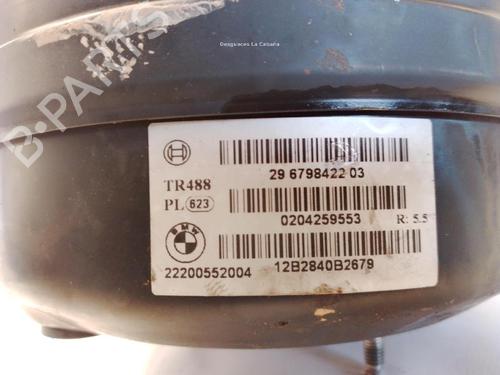 Desguaces La Cabaña
B-PARTS
29 6798422 03
TR488
PL 623
0204259553 R: 5.5
BMW
22200552004 12B2840B2679